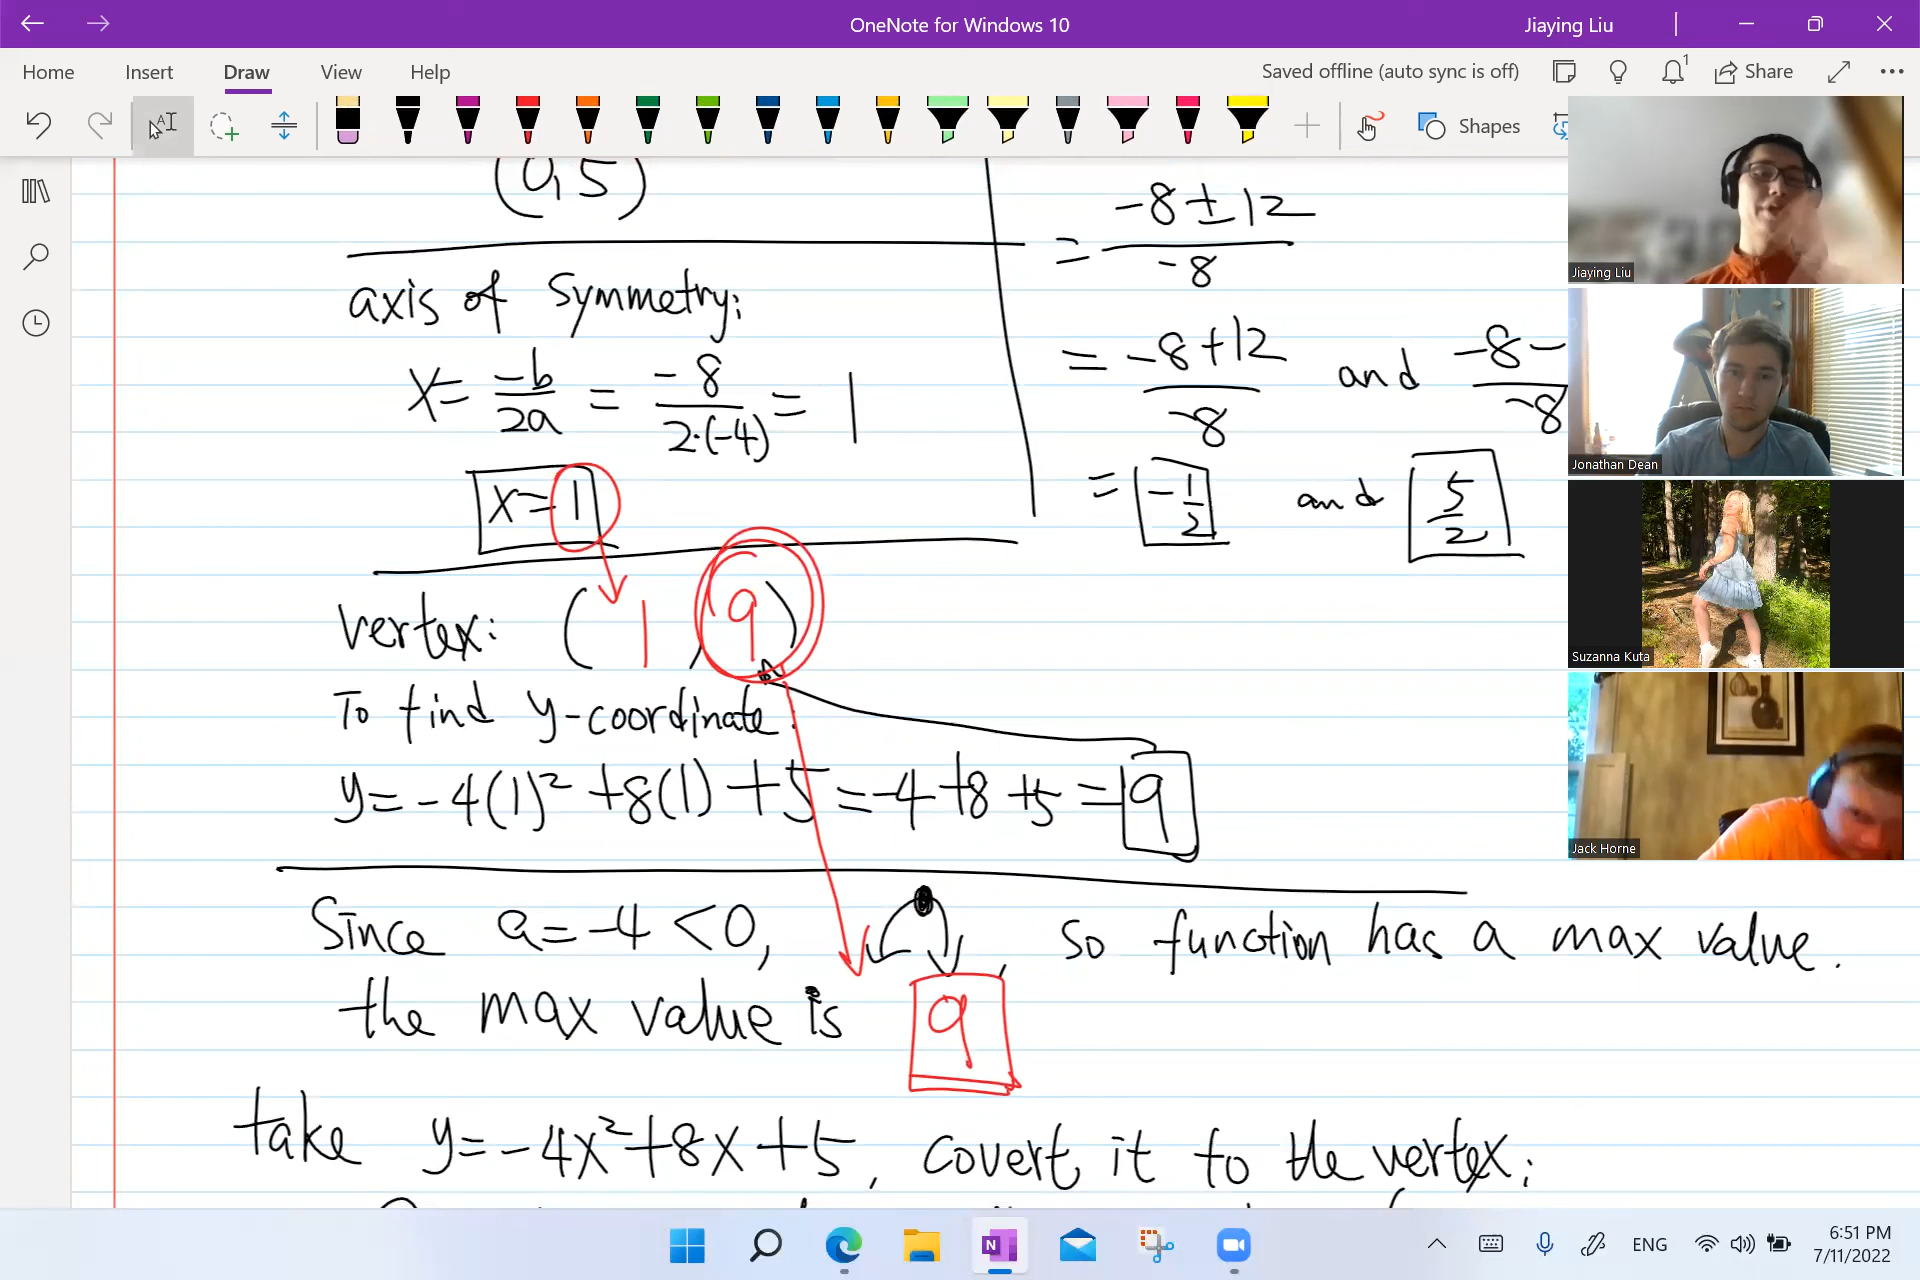 OneNote for Windows 10
Jiaying Liu
Home Insert Draw View Help
Saved offline (auto sync is off)
1
Share
Shapes
(0, 5)
axis of symmetry:
x = -b/2a = -8/2·(-4) = 1
x = 1
vertex: (1, 9)
To find y-coordinate:
y = -4(1)² + 8(1) + 5 = -4 + 8 + 5 = 9
= -8 ± 12 / -8
= -8 + 12 / -8 and -8 - / -8
= -1/2 and 5/2
Since a = -4 < 0, , so function has a max value.
the max value is 9
take y = -4x² + 8x + 5, covert it to the vertex:
Jiaying Liu
Jonathan Dean
Suzanna Kuta
Jack Horne
ENG
6:51 PM
7/11/2022